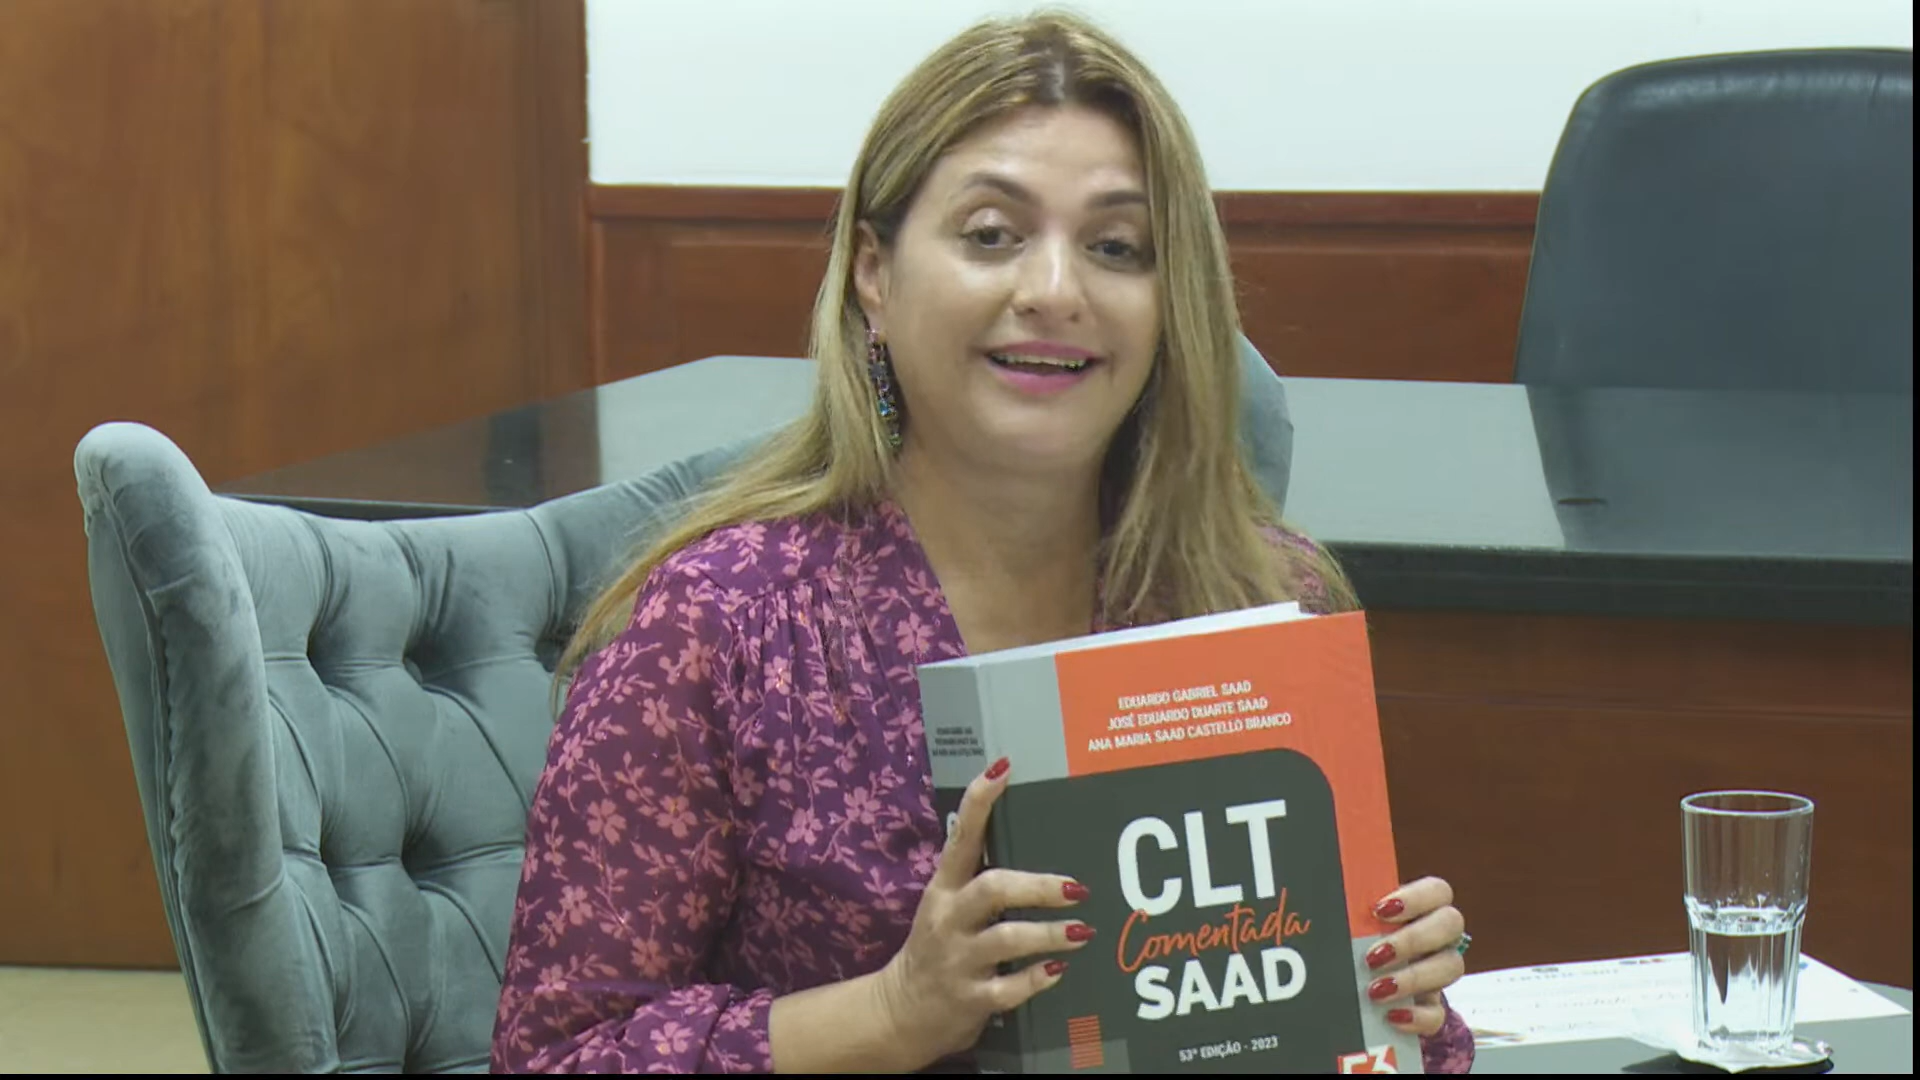 EDUARDO GABRIEL SAAD
JOSÉ EDUARDO DUARTE SAAD
ANA MARIA SAAD CASTELLO BRANCO
CLT
Comentada
SAAD
53ª EDIÇÃO - 2023